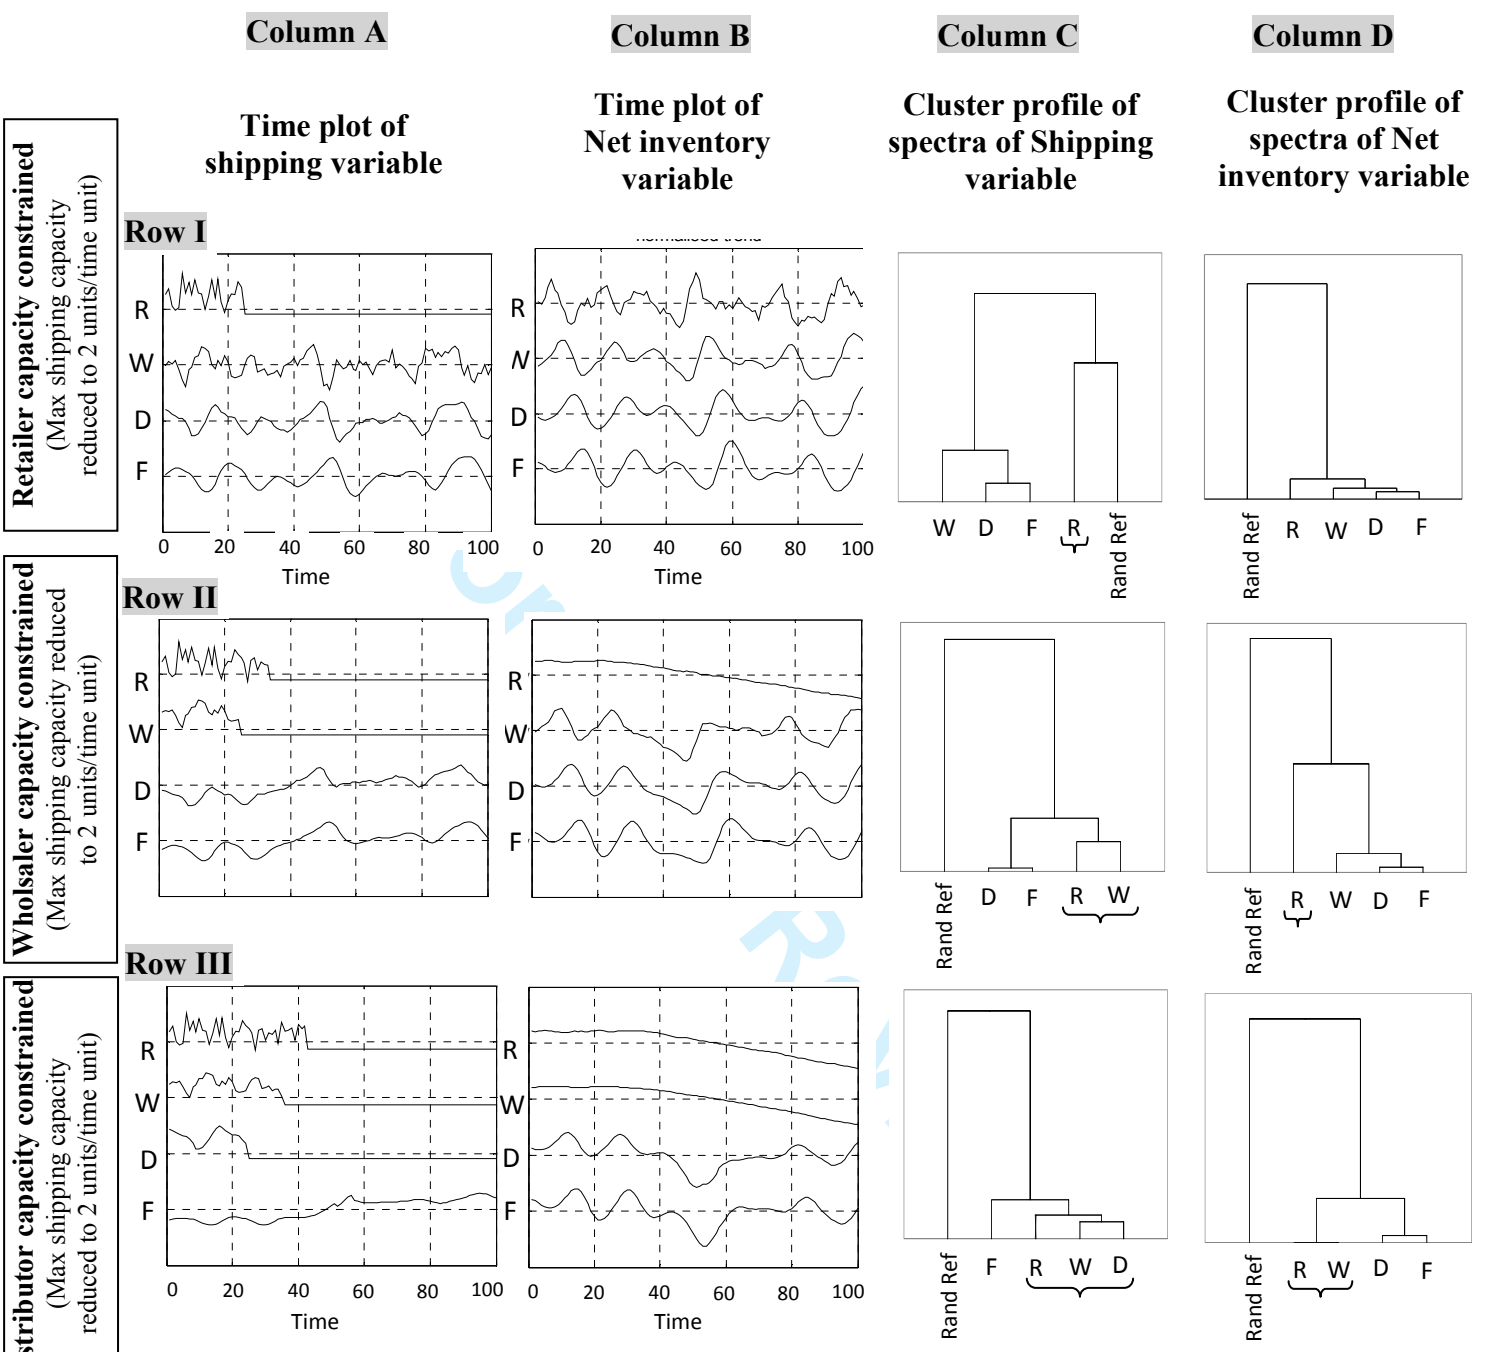 Column A
Column B
Column C
Column D
Time plot of
shipping variable
Time plot of
Net inventory
variable
Cluster profile of
spectra of Shipping
variable
Cluster profile of
spectra of Net
inventory variable
Retailer capacity constrained
(Max shipping capacity
reduced to 2 units/time unit)
Row I
R
W
D
F
0 20 40 60 80 100
Time
R
W
D
F
0 20 40 60 80 100
Time
W D F R Rand Ref
Rand Ref R W D F
Wholsaler capacity constrained
(Max shipping capacity reduced
to 2 units/time unit)
Row II
R
W
D
F
R
W
D
F
Rand Ref D F R W
Rand Ref R W D F
stributor capacity constrained
(Max shipping capacity
reduced to 2 units/time unit)
Row III
R
W
D
F
0 20 40 60 80 100
Time
R
W
D
F
0 20 40 60 80 100
Time
Rand Ref F R W D
Rand Ref R W D F